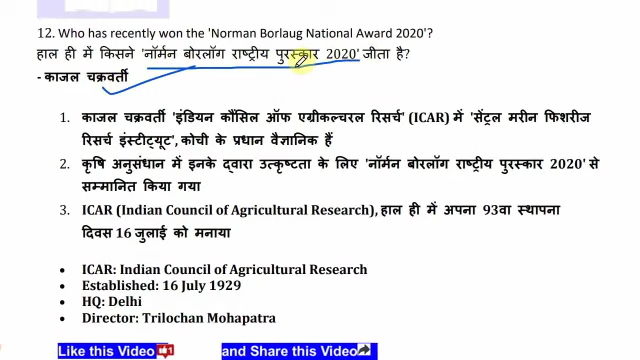 12. Who has recently won the 'Norman Borlaug National Award 2020'?
हाल ही में किसने 'नॉर्मन बोरलॉग राष्ट्रीय पुरस्कार 2020' जीता है?
- काजल चक्रवर्ती
1. काजल चक्रवर्ती 'इंडियन कौंसिल ऑफ एग्रीकल्चरल रिसर्च' (ICAR) में 'सेंट्रल मरीन फिशरीज
रिसर्च इंस्टीट्यूट', कोची के प्रधान वैज्ञानिक हैं
2. कृषि अनुसंधान में इनके द्वारा उत्कृष्टता के लिए 'नॉर्मन बोरलॉग राष्ट्रीय पुरस्कार 2020' से
सम्मानित किया गया
3. ICAR (Indian Council of Agricultural Research), हाल ही में अपना 93वा स्थापना
दिवस 16 जुलाई को मनाया
• ICAR: Indian Council of Agricultural Research
• Established: 16 July 1929
• HQ: Delhi
• Director: Trilochan Mohapatra
Like this Video 1 and Share this Video